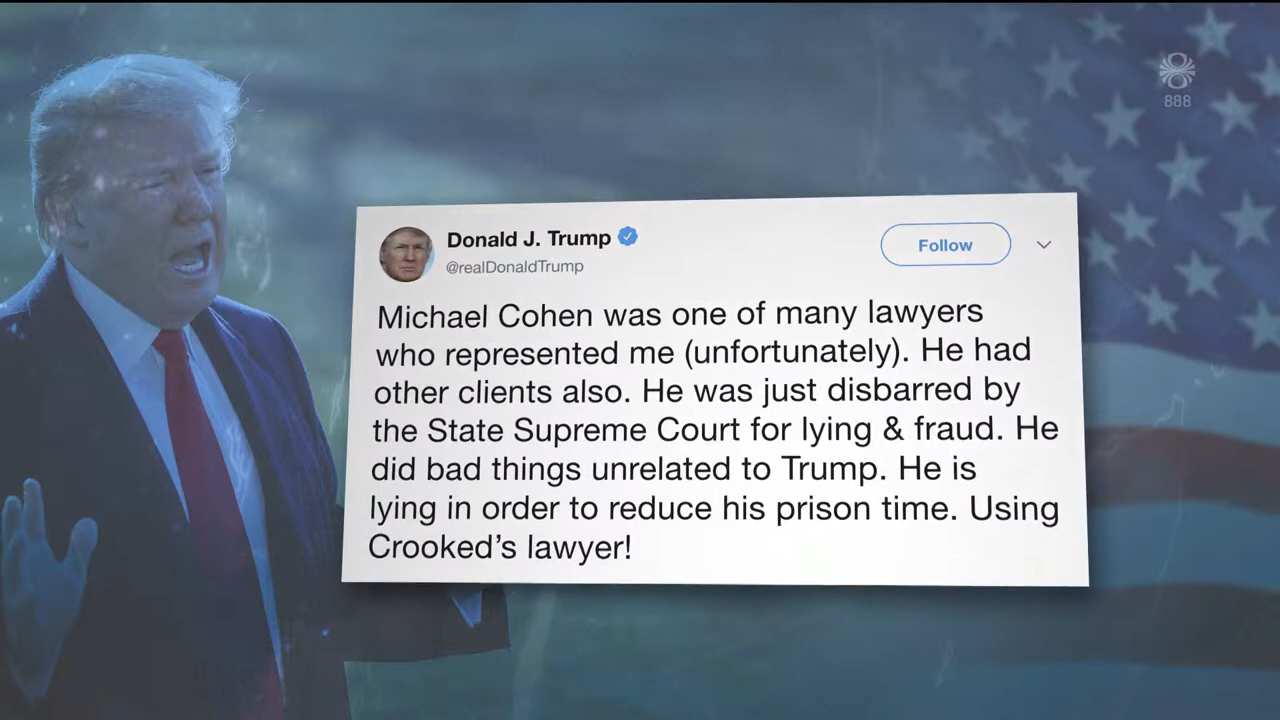 888
Donald J. Trump
Follow
@realDonaldTrump
Michael Cohen was one of many lawyers
who represented me (unfortunately). He had
other clients also. He was just disbarred by
the State Supreme Court for lying & fraud. He
did bad things unrelated to Trump. He is
lying in order to reduce his prison time. Using
Crooked’s lawyer!